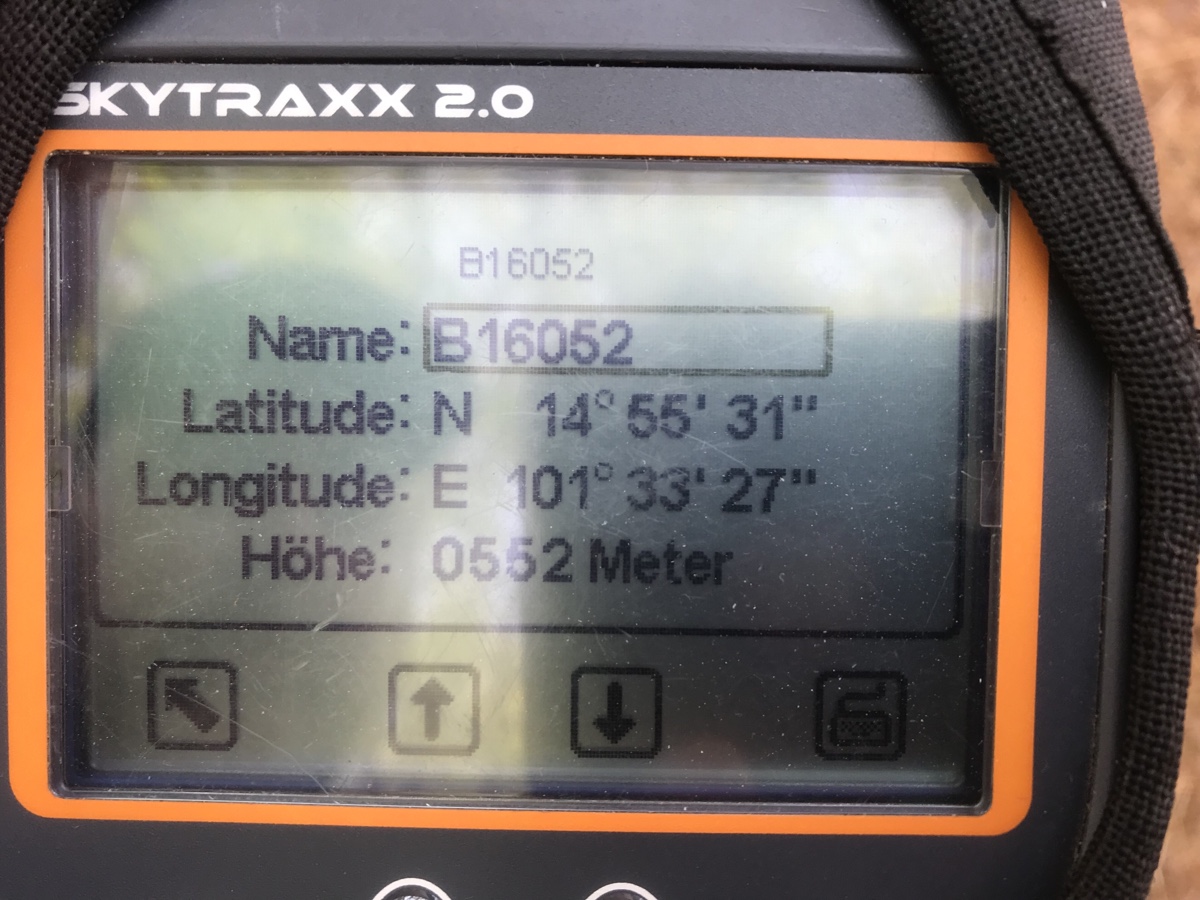 SKYTRAXX 2.0
B16052
Name: B16052
Latitude: N 14° 55' 31"
Longitude: E 101° 33' 27"
Höhe: 0552 Meter